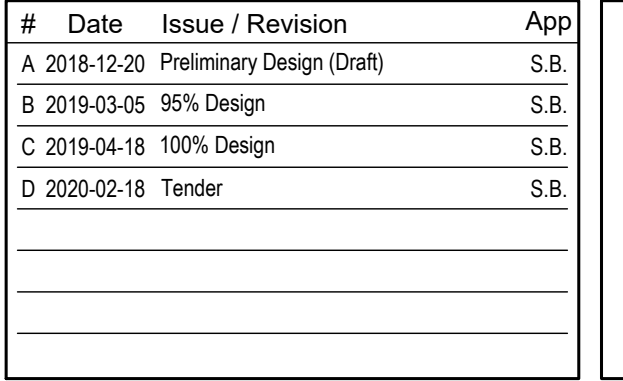 # Date Issue / Revision App
A 2018-12-20 Preliminary Design (Draft) S.B.
B 2019-03-05 95% Design S.B.
C 2019-04-18 100% Design S.B.
D 2020-02-18 Tender S.B.